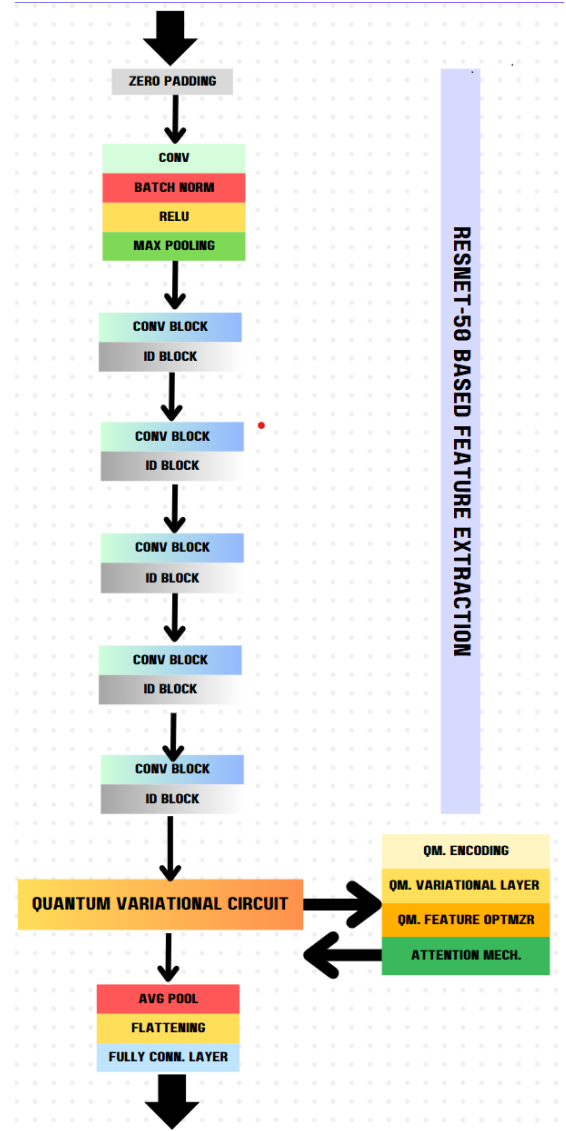 ZERO PADDING
CONV
BATCH NORM
RELU
MAX POOLING
CONV BLOCK
ID BLOCK
CONV BLOCK
ID BLOCK
CONV BLOCK
ID BLOCK
CONV BLOCK
ID BLOCK
CONV BLOCK
ID BLOCK
RESNET-50 BASED FEATURE EXTRACTION
QUANTUM VARIATIONAL CIRCUIT
QM. ENCODING
QM. VARIATIONAL LAYER
QM. FEATURE OPTMZR
ATTENTION MECH.
AVG POOL
FLATTENING
FULLY CONN. LAYER